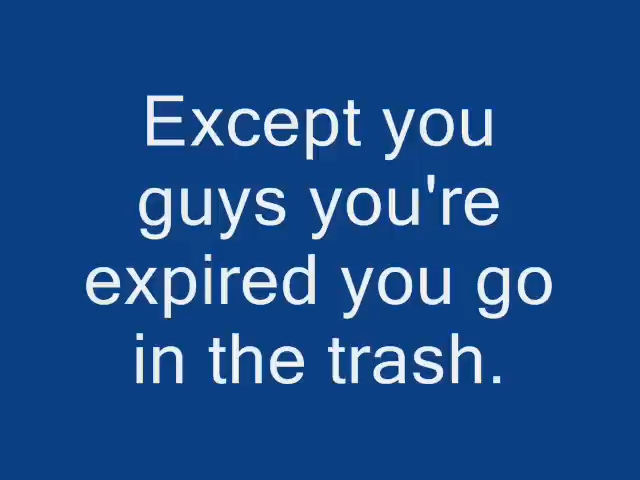 Except you
guys you're
expired you go
in the trash.